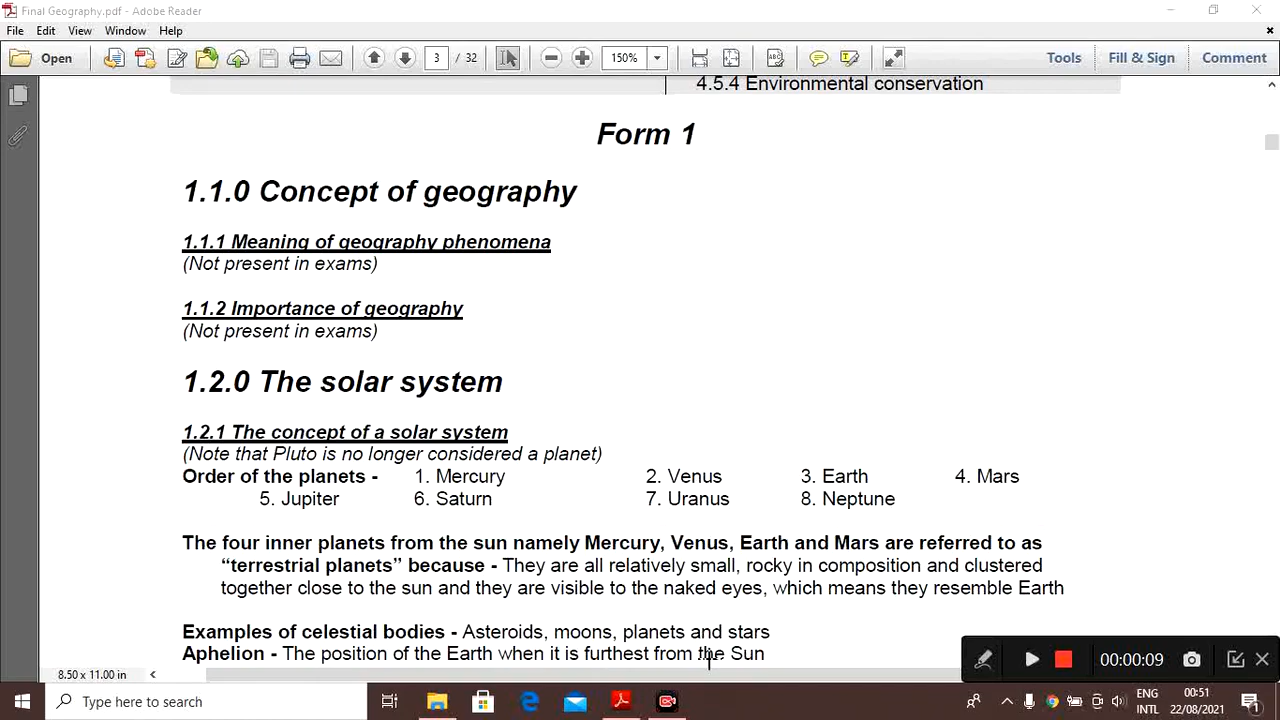 Final Geography.pdf - Adobe Reader
File Edit View Window Help
Open 3 / 32 150% Tools Fill & Sign Comment
4.5.4 Environmental conservation
Form 1
1.1.0 Concept of geography
1.1.1 Meaning of geography phenomena
(Not present in exams)
1.1.2 Importance of geography
(Not present in exams)
1.2.0 The solar system
1.2.1 The concept of a solar system
(Note that Pluto is no longer considered a planet)
Order of the planets - 1. Mercury 2. Venus 3. Earth 4. Mars
5. Jupiter 6. Saturn 7. Uranus 8. Neptune
The four inner planets from the sun namely Mercury, Venus, Earth and Mars are referred to as
“terrestrial planets” because - They are all relatively small, rocky in composition and clustered
together close to the sun and they are visible to the naked eyes, which means they resemble Earth
Examples of celestial bodies - Asteroids, moons, planets and stars
Aphelion - The position of the Earth when it is furthest from the Sun
00:00:09
8.50 x 11.00 in
Type here to search
ENG 00:51
INTL 22/08/2021